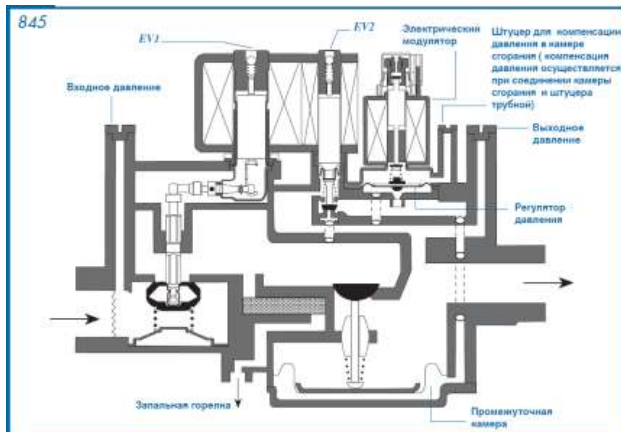 845
EV1
EV2
Электрический
модулятор
Штуцер для компенсации
давления в камере
сгорания ( компенсация
давления осуществляется
при соединении камеры
сгорания и штуцера
трубкой)
Входное давление
Выходное
давление
Регулятор
давления
Запальная горелка
Промежуточная
камера